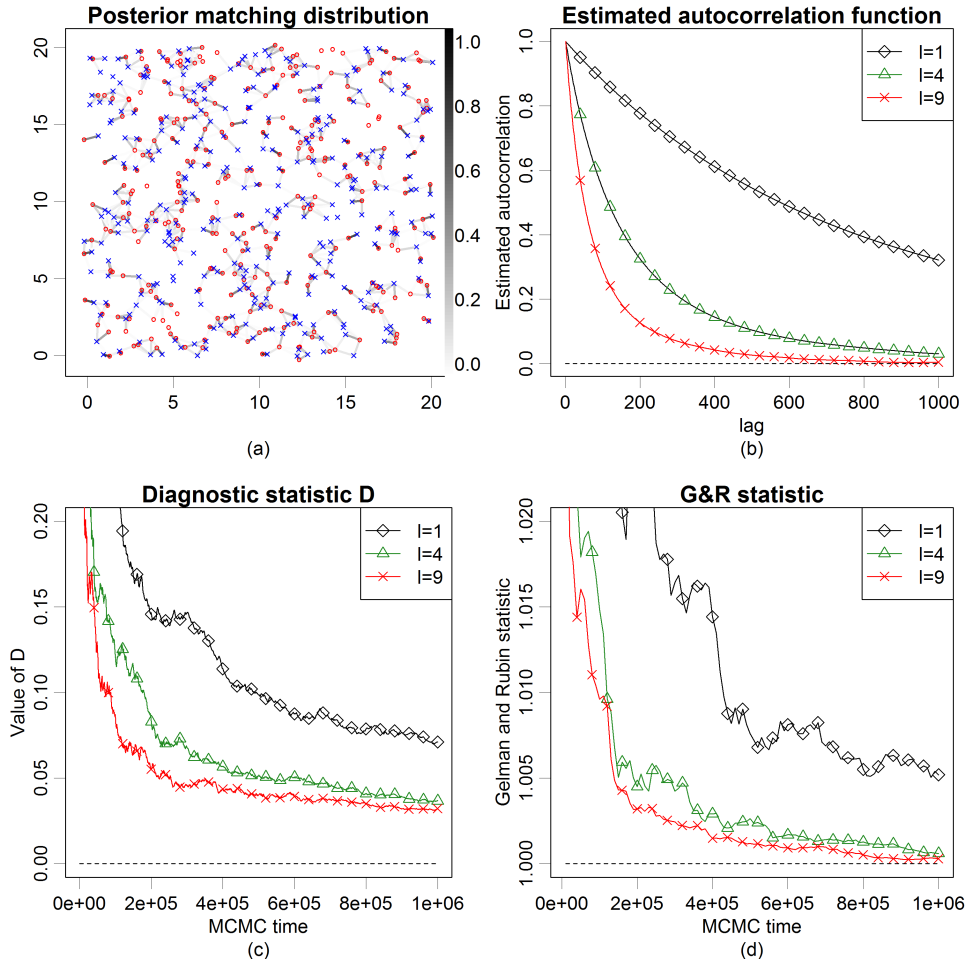 Posterior matching distribution
20
15
10
5
0
0 5 10 15 20
1.0
0.8
0.6
0.4
0.2
0.0
(a)
Estimated autocorrelation function
Estimated autocorrelation
1.0
0.8
0.6
0.4
0.2
0.0
l=1
l=4
l=9
0 200 400 600 800 1000
lag
(b)
Diagnostic statistic D
Value of D
0.20
0.15
0.10
0.05
0.00
l=1
l=4
l=9
0e+00 2e+05 4e+05 6e+05 8e+05 1e+06
MCMC time
(c)
G&R statistic
Gelman and Rubin statistic
1.020
1.015
1.010
1.005
1.000
l=1
l=4
l=9
0e+00 2e+05 4e+05 6e+05 8e+05 1e+06
MCMC time
(d)